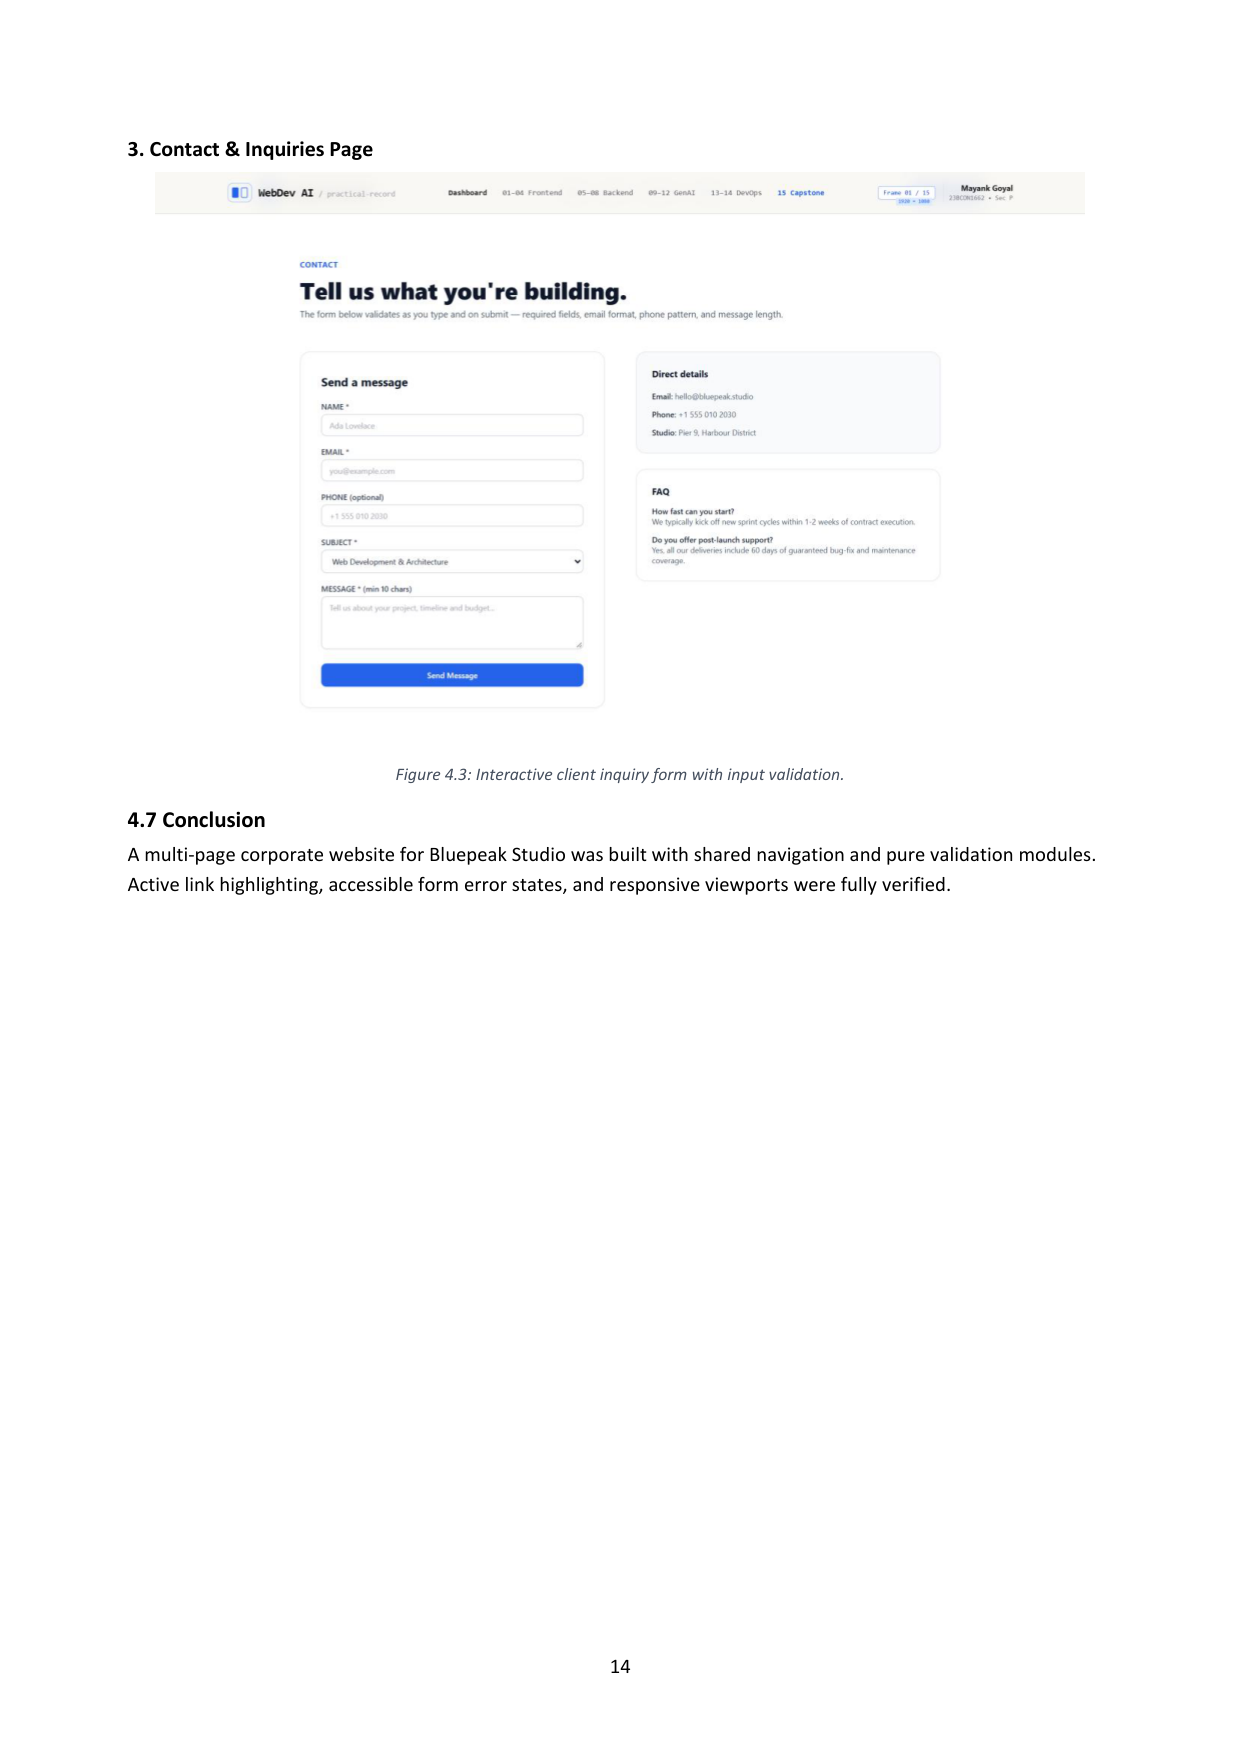 3. Contact & Inquiries Page
WebDev AI / practical-record
Dashboard 01-04 Frontend 05-08 Backend 09-12 GenAI 13-14 DevOps 15 Capstone
Frame 01 / 15
Mayank Goyal
• Sec P
CONTACT
Tell us what you're building.
The form below validates as you type and on submit — required fields, email format, phone pattern, and message length.
Send a message
NAME *
Ada Lovelace
EMAIL *
you@example.com
PHONE (optional)
+1 555 010 2030
SUBJECT *
Web Development & Architecture
MESSAGE * (min 10 chars)
Tell us about your project, timeline and budget...
Send Message
Direct details
Email: hello@bluepeak.studio
Phone: +1 555 010 2030
Studio: Pier 9, Harbour District
FAQ
How fast can you start?
We typically kick off new sprint cycles within 1-2 weeks of contract execution.
Do you offer post-launch support?
Yes, all our deliveries include 60 days of guaranteed bug-fix and maintenance
coverage.
Figure 4.3: Interactive client inquiry form with input validation.
4.7 Conclusion
A multi-page corporate website for Bluepeak Studio was built with shared navigation and pure validation modules.
Active link highlighting, accessible form error states, and responsive viewports were fully verified.
14